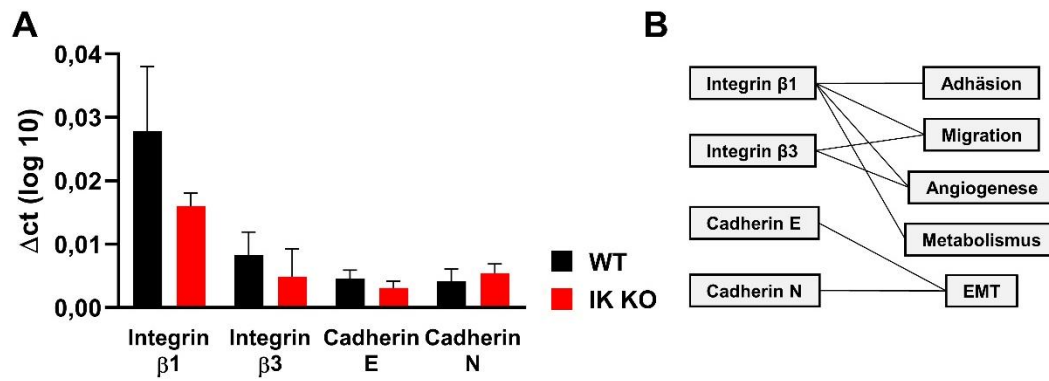 A
Δct (log 10)
0,04
0,03
0,02
0,01
0,00
Integrin
β1
Integrin
β3
Cadherin
E
Cadherin
N
WT
IK KO
B
Integrin β1
Integrin β3
Cadherin E
Cadherin N
Adhäsion
Migration
Angiogenese
Metabolismus
EMT